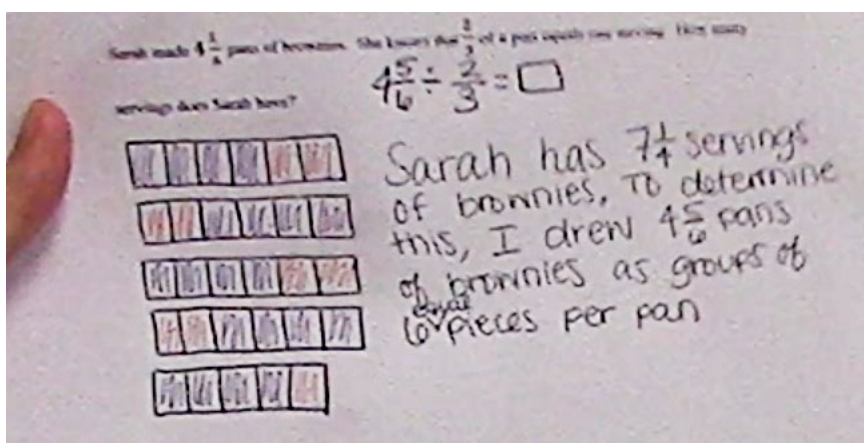 Sarah made 4 5/6 pans of brownies. She knows that 2/3 of a pan equals one serving. How many
servings does Sarah have?
4 5/6 ÷ 2/3 = □
Sarah has 7 1/4 servings
of brownies, To determine
this, I drew 4 5/6 pans
of brownies as groups of
6 equal pieces per pan